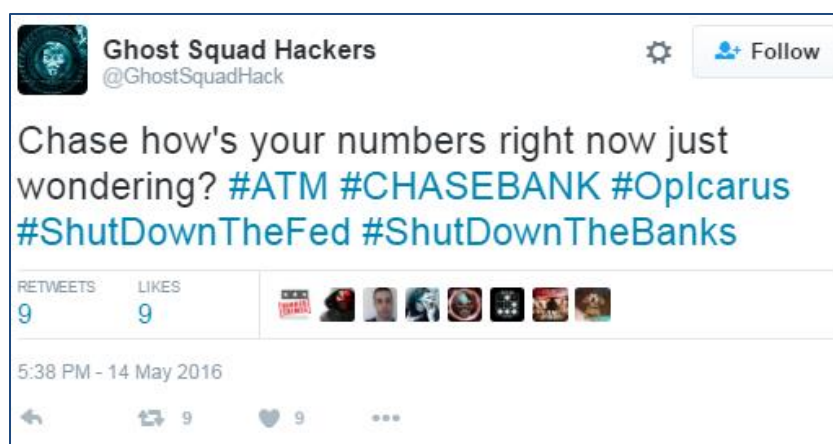 Ghost Squad Hackers
@GhostSquadHack
Follow
Chase how's your numbers right now just
wondering? #ATM #CHASEBANK #OpIcarus
#ShutDownTheFed #ShutDownTheBanks
RETWEETS LIKES
9 9
5:38 PM - 14 May 2016
9 9